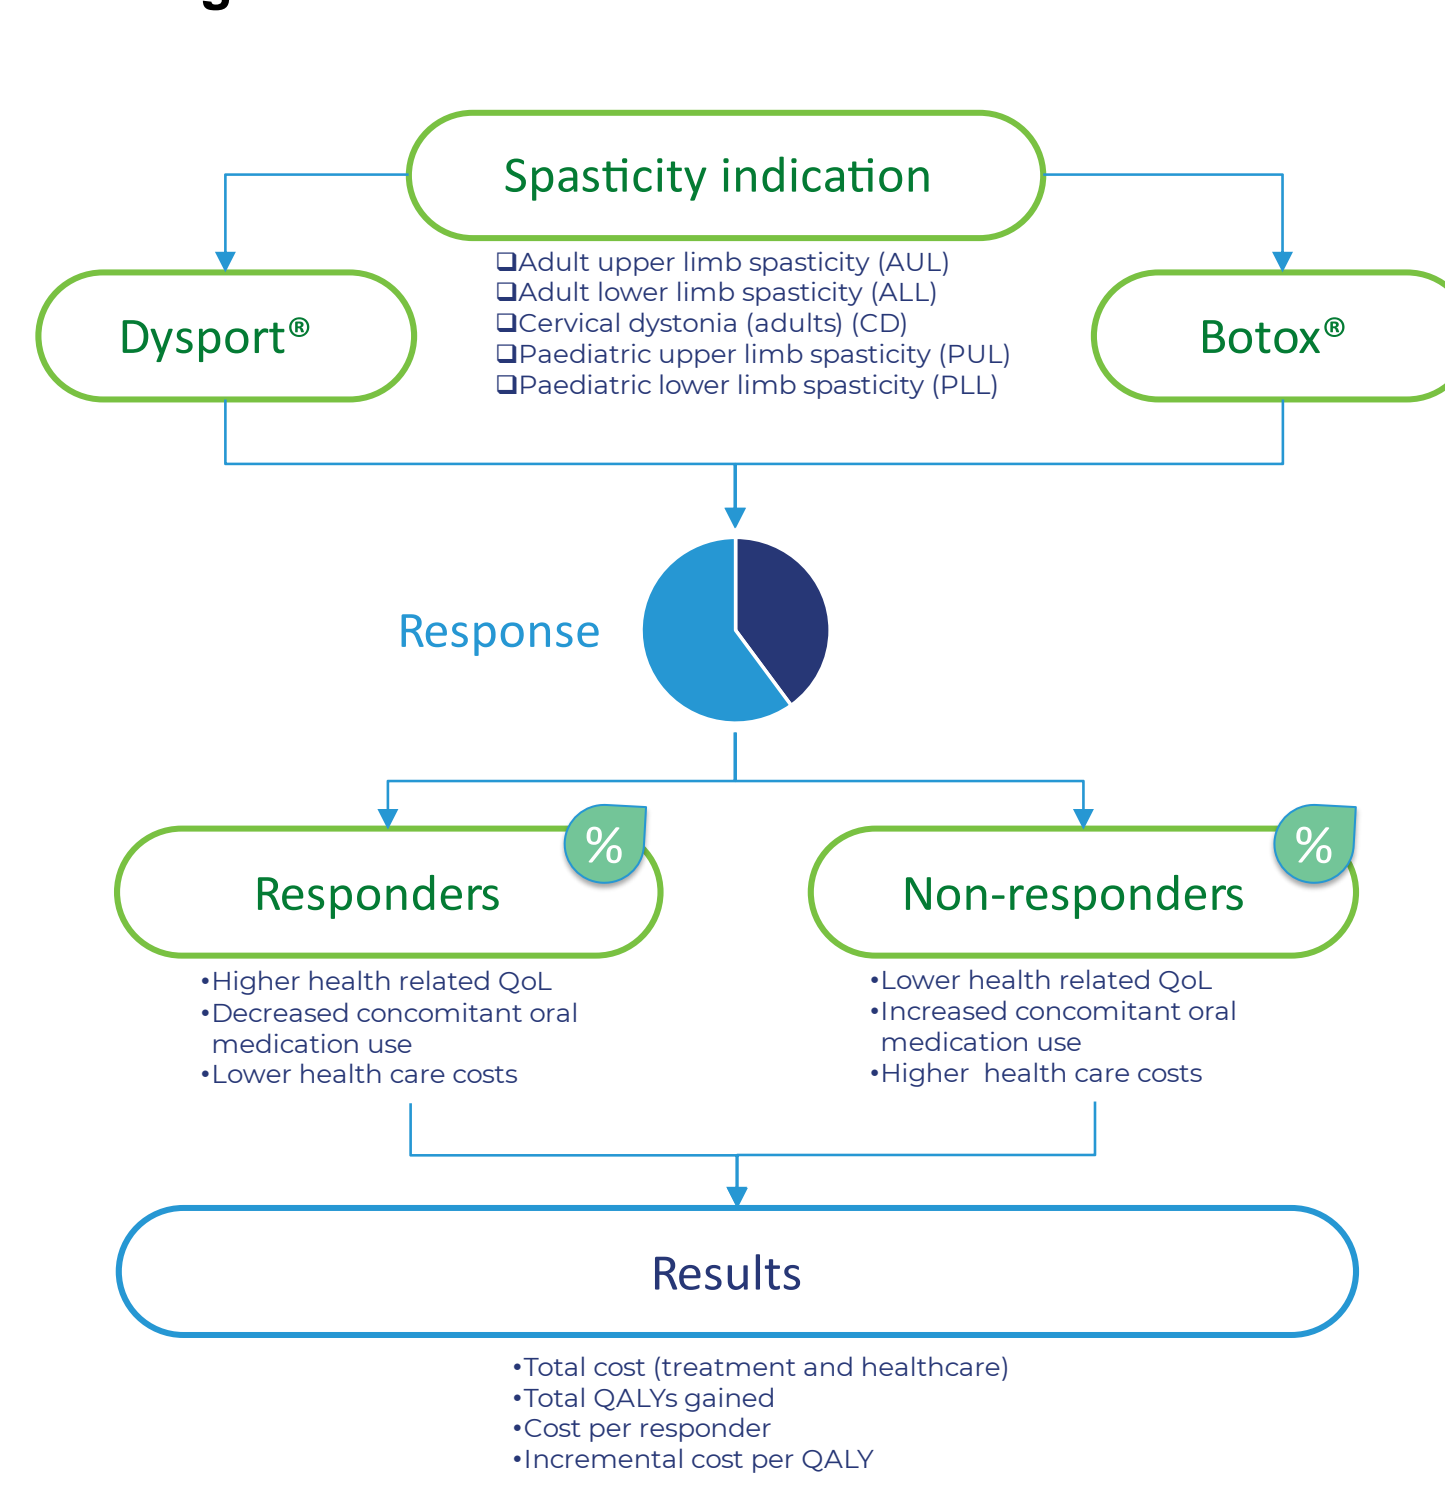 Spasticity indication
❑Adult upper limb spasticity (AUL)
❑Adult lower limb spasticity (ALL)
❑Cervical dystonia (adults) (CD)
❑Paediatric upper limb spasticity (PUL)
❑Paediatric lower limb spasticity (PLL)
Dysport®
Botox®
Response
Responders
%
Non-responders
%
•Higher health related QoL
•Decreased concomitant oral
medication use
•Lower health care costs
•Lower health related QoL
•Increased concomitant oral
medication use
•Higher  health care costs
Results
•Total cost (treatment and healthcare)
•Total QALYs gained
•Cost per responder
•Incremental cost per QALY